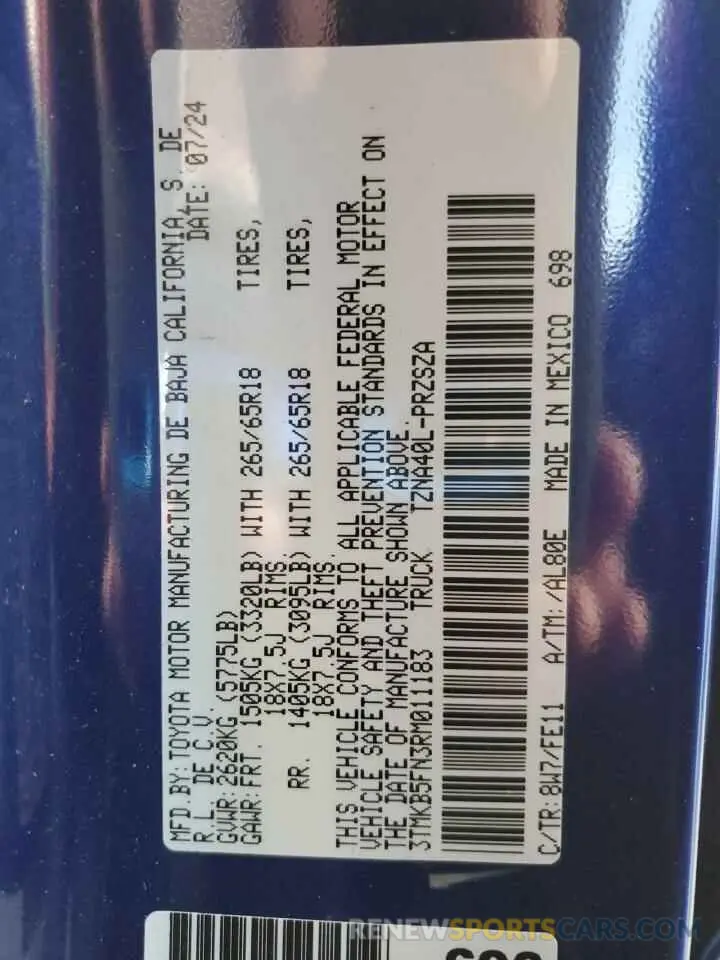 MFD.BY:TOYOTA MOTOR MANUFACTURING DE BAJA CALIFORNIA, S. DE
R.L. DE C.V. DATE: 07/24
GVWR: 2620KG (5775LB)
GAWR:FRT. 1505KG (3320LB) WITH 265/65R18 TIRES,
18X7.5J RIMS.
RR. 1405KG (3095LB) WITH 265/65R18 TIRES,
18X7.5J RIMS.
THIS VEHICLE CONFORMS TO ALL APPLICABLE FEDERAL MOTOR
VEHICLE SAFETY AND THEFT PREVENTION STANDARDS IN EFFECT ON
THE DATE OF MANUFACTURE SHOWN ABOVE.
3TMKB5FN3RM011183 TRUCK TZNA40L-PRZSZA
C/TR:8W7/FE11 A/TM:/AL80E MADE IN MEXICO 698
RENEWSPORTSCARS.COM